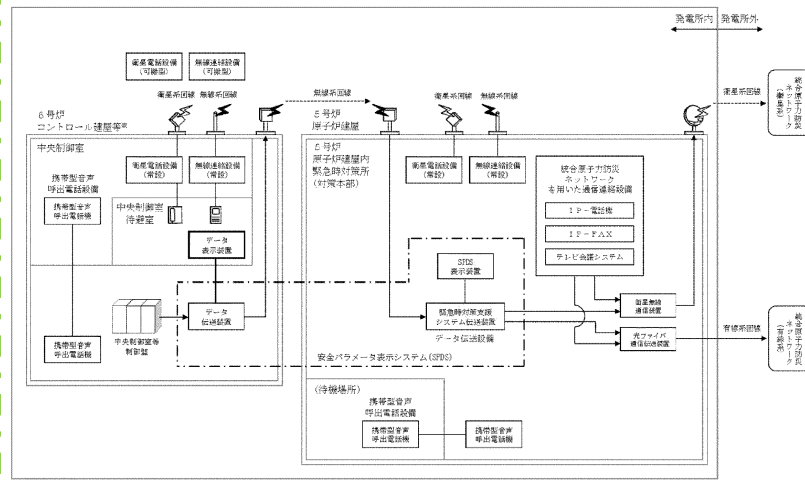 発電所内
発電所外
衛星電話設備
(可搬型)
無線連絡設備
(可搬型)
衛星系回線
無線系回線
無線系回線
衛星系回線
無線系回線
衛星系回線
統合原子力防災
ネットワーク
(衛星系)
6号炉
コントロール建屋等※
5号炉
原子炉建屋
中央制御室
携帯型音声
呼出電話設備
携帯型音声
呼出電話機
衛星電話設備
(常設)
無線連絡設備
(常設)
中央制御室
待避室
データ
表示装置
中央制御室等
制御盤
データ
伝送装置
携帯型音声
呼出電話機
安全パラメータ表示システム(SPDS)
5号炉
原子炉建屋内
緊急時対策所
(対策本部)
衛星電話設備
(常設)
無線連絡設備
(常設)
統合原子力防災
ネットワーク
を用いた通信連絡設備
IP-電話機
IP-FAX
テレビ会議システム
SPDS
表示装置
緊急時対策支援
システム伝送装置
データ伝送設備
衛星無線
通信装置
光ファイバ
通信伝送装置
有線系回線
統合原子力防災
ネットワーク
(有線系)
(待機場所)
携帯型音声
呼出電話設備
携帯型音声
呼出電話機
携帯型音声
呼出電話機